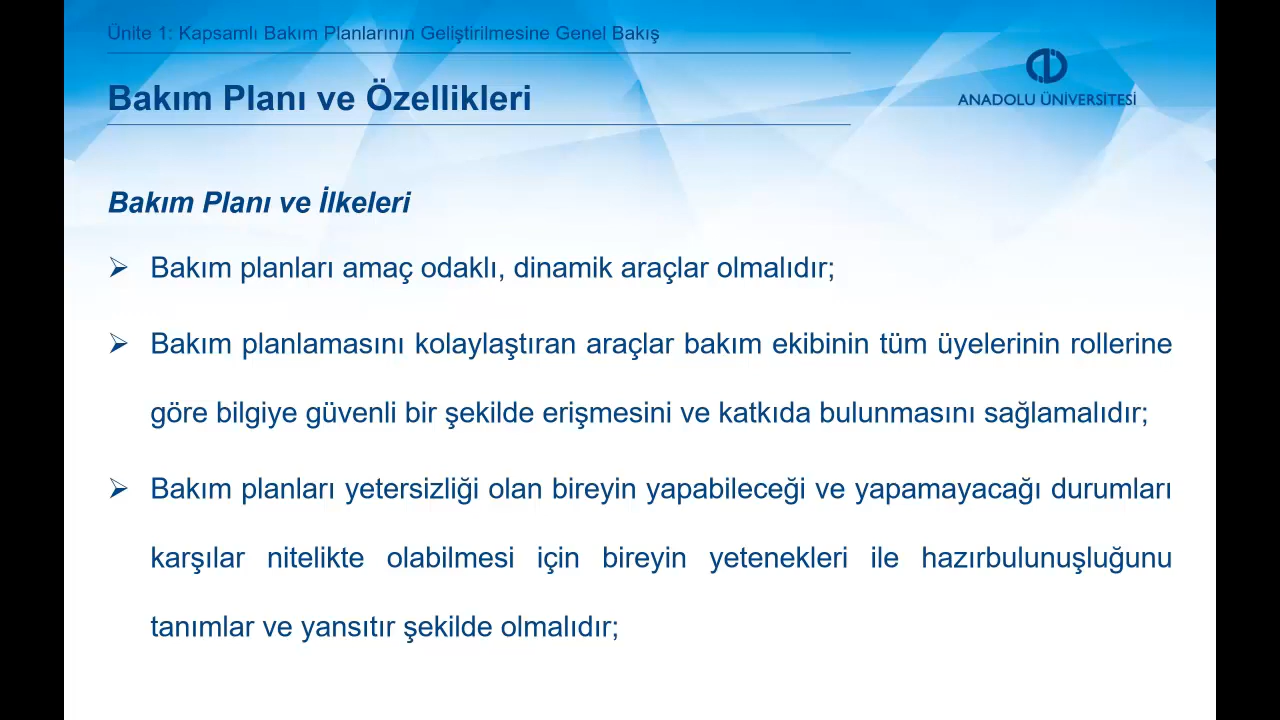 Ünite 1: Kapsamlı Bakım Planlarının Geliştirilmesine Genel Bakış
Bakım Planı ve Özellikleri
ANADOLU ÜNİVERSİTESİ
Bakım Planı ve İlkeleri
Bakım planları amaç odaklı, dinamik araçlar olmalıdır;
Bakım planlamasını kolaylaştıran araçlar bakım ekibinin tüm üyelerinin rollerine
göre bilgiye güvenli bir şekilde erişmesini ve katkıda bulunmasını sağlamalıdır;
Bakım planları yetersizliği olan bireyin yapabileceği ve yapamayacağı durumları
karşılar nitelikte olabilmesi için bireyin yetenekleri ile hazırbulunuşluğunu
tanımlar ve yansıtır şekilde olmalıdır;